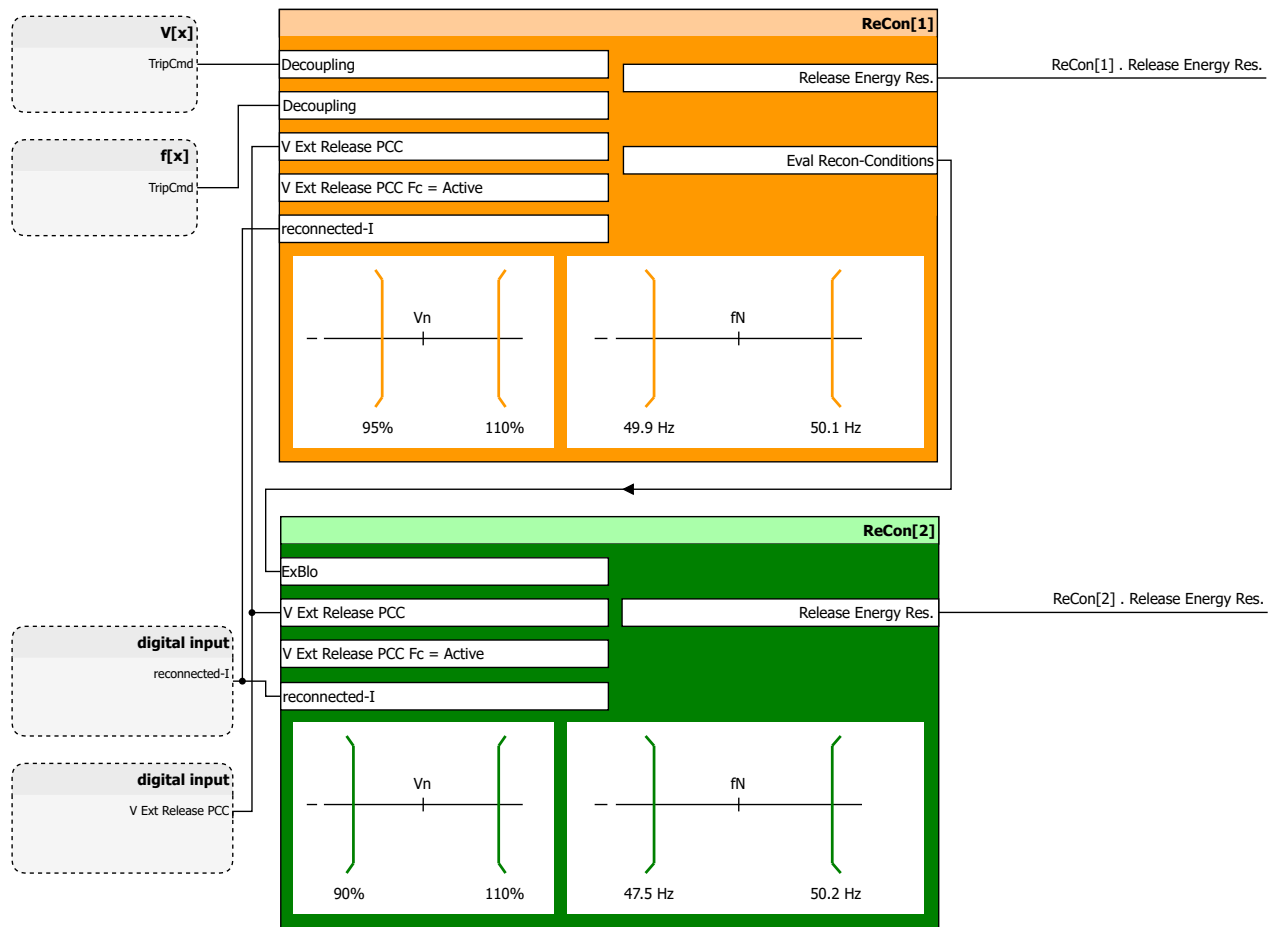 V[x]
TripCmd
f[x]
TripCmd
ReCon[1]
Decoupling
Release Energy Res.
ReCon[1] . Release Energy Res.
Decoupling
V Ext Release PCC
Eval Recon-Conditions
V Ext Release PCC Fc = Active
reconnected-I
Vn
95%
110%
fN
49.9 Hz
50.1 Hz
ReCon[2]
ExBlo
V Ext Release PCC
Release Energy Res.
ReCon[2] . Release Energy Res.
V Ext Release PCC Fc = Active
reconnected-I
digital input
reconnected-I
digital input
V Ext Release PCC
Vn
90%
110%
fN
47.5 Hz
50.2 Hz